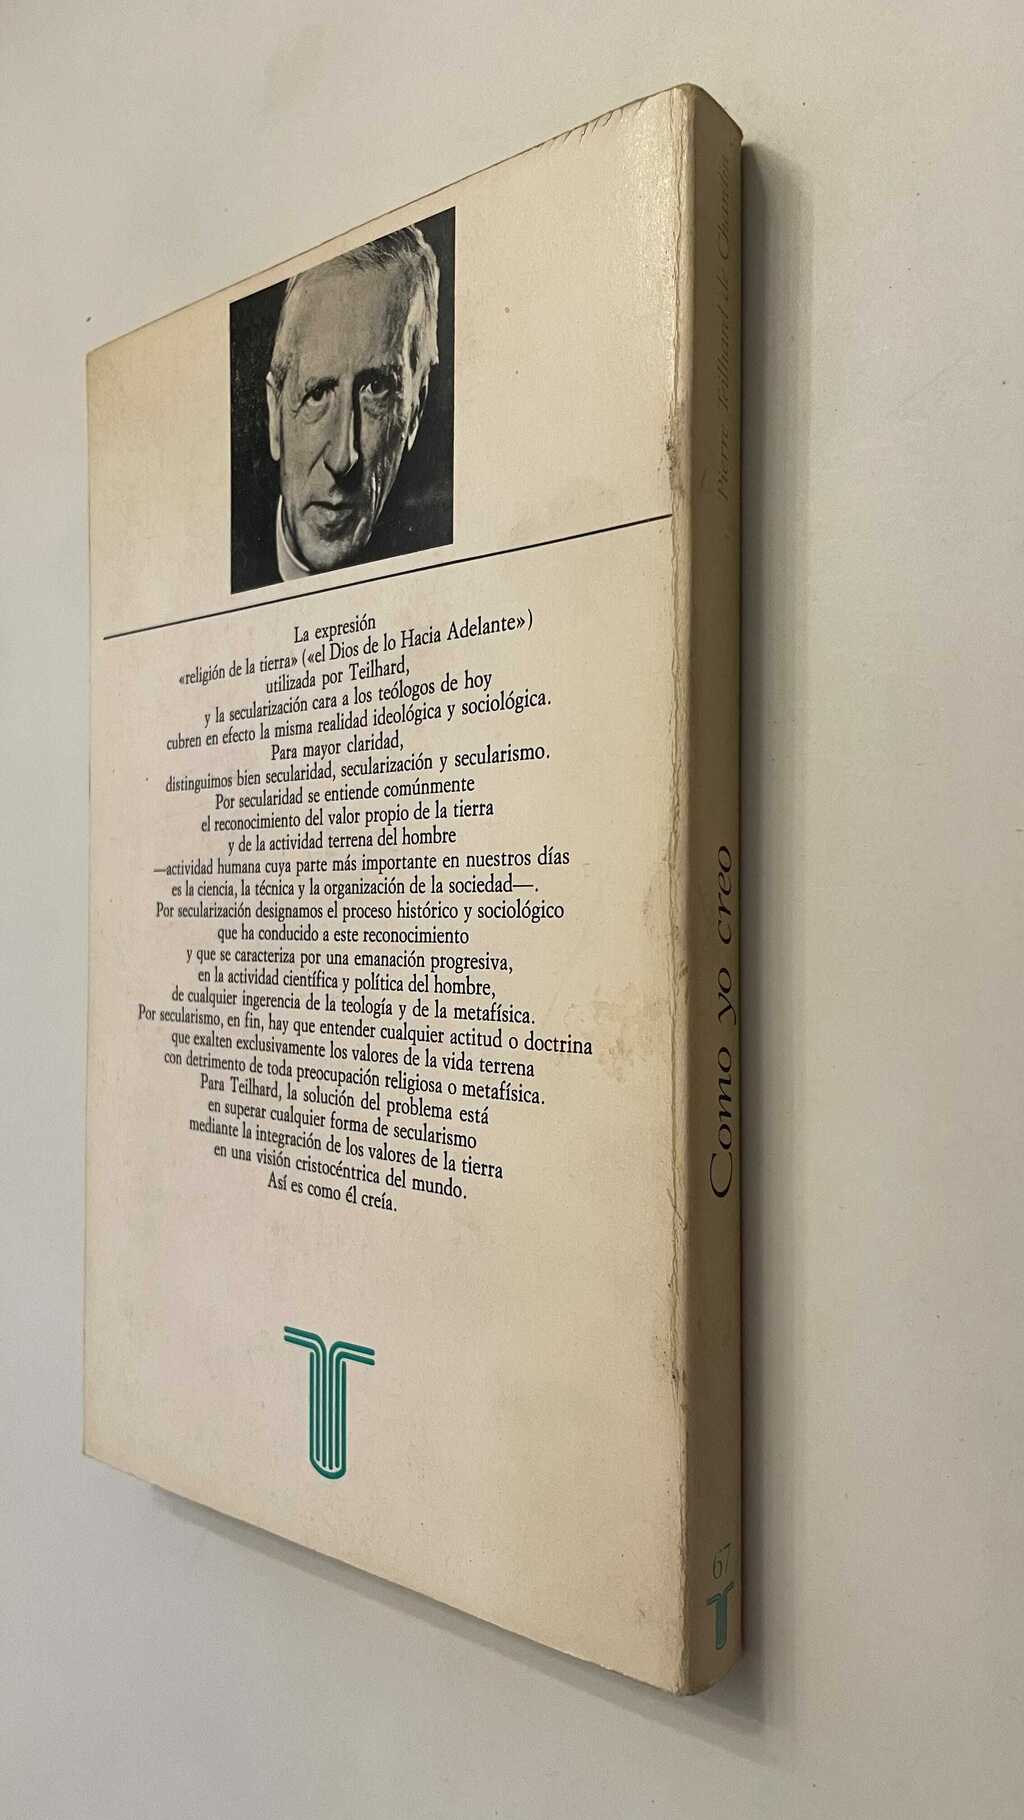 La expresión
«religión de la tierra» («el Dios de lo Hacia Adelante»)
utilizada por Teilhard,
y la secularización cara a los teólogos de hoy
cubren en efecto la misma realidad ideológica y sociológica.
Para mayor claridad,
distinguimos bien secularidad, secularización y secularismo.
Por secularidad se entiende comúnmente
el reconocimiento del valor propio de la tierra
y de la actividad terrena del hombre
—actividad humana cuya parte más importante en nuestros días
es la ciencia, la técnica y la organización de la sociedad—.
Por secularización designamos el proceso histórico y sociológico
que ha conducido a este reconocimiento
y que se caracteriza por una emanación progresiva,
en la actividad científica y política del hombre,
de cualquier ingerencia de la teología y de la metafísica.
Por secularismo, en fin, hay que entender cualquier actitud o doctrina
que exalten exclusivamente los valores de la vida terrena
con detrimento de toda preocupación religiosa o metafísica.
Para Teilhard, la solución del problema está
en superar cualquier forma de secularismo
mediante la integración de los valores de la tierra
en una visión cristocéntrica del mundo.
Así es como él creía.
Pierre Teilhard de Chardin
Como yo creo
67